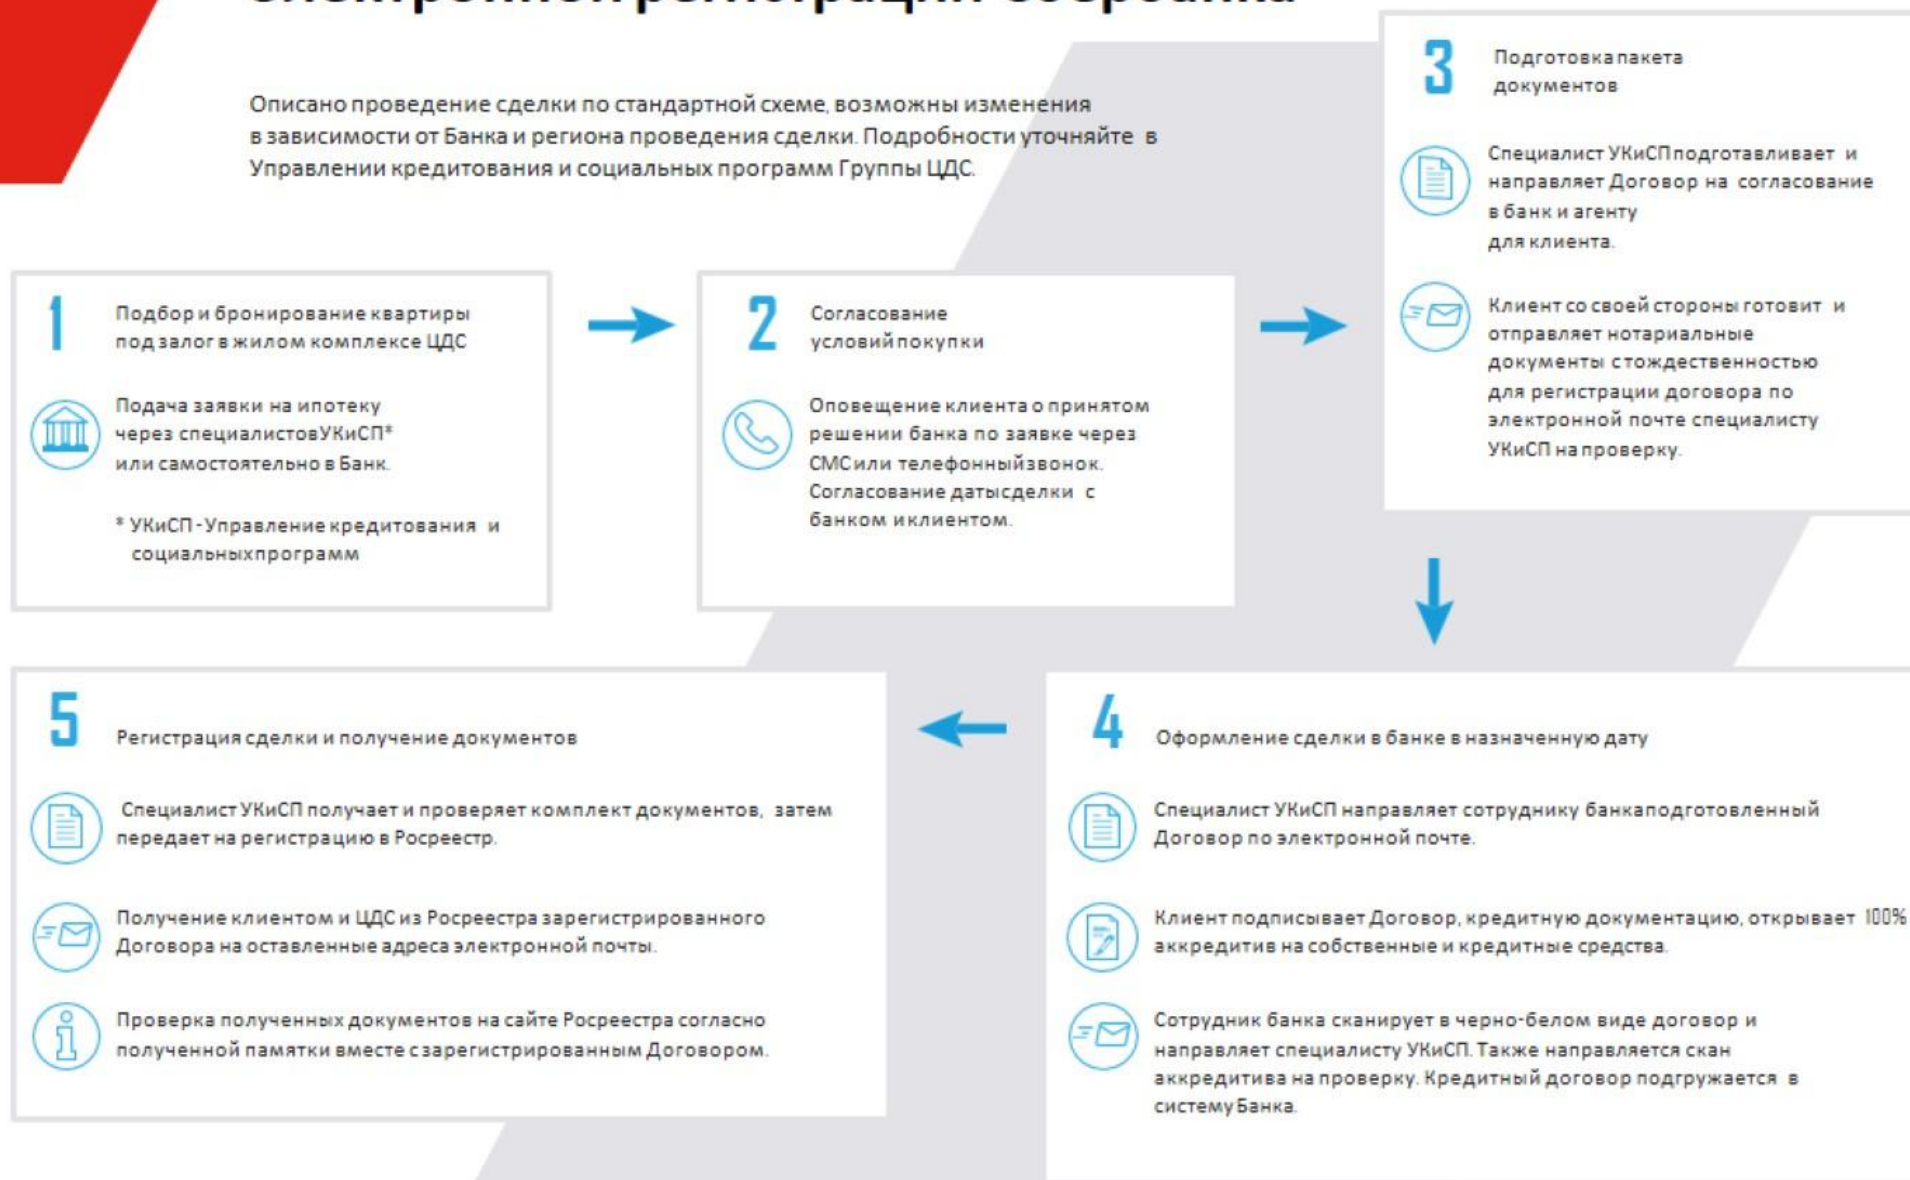 электронной регистрации Сбербанка
Описано проведение сделки по стандартной схеме, возможны изменения
в зависимости от Банка и региона проведения сделки. Подробности уточняйте в
Управлении кредитования и социальных программ Группы ЦДС.
1
Подбор и бронирование квартиры
под залог в жилом комплексе ЦДС
Подача заявки на ипотеку
через специалистов УКиСП*
или самостоятельно в Банк.
* УКиСП - Управление кредитования и
социальных программ
2
Согласование
условий покупки
Оповещение клиента о принятом
решении банка по заявке через
СМС или телефонный звонок.
Согласование даты сделки с
банком и клиентом.
3
Подготовка пакета
документов
Специалист УКиСП подготавливает и
направляет Договор на согласование
в банк и агенту
для клиента.
Клиент со своей стороны готовит и
отправляет нотариальные
документы с тождественностью
для регистрации договора по
электронной почте специалисту
УКиСП на проверку.
4
Оформление сделки в банке в назначенную дату
Специалист УКиСП направляет сотруднику банка подготовленный
Договор по электронной почте.
Клиент подписывает Договор, кредитную документацию, открывает 100%
аккредитив на собственные и кредитные средства.
Сотрудник банка сканирует в черно-белом виде договор и
направляет специалисту УКиСП. Также направляется скан
аккредитива на проверку. Кредитный договор подгружается в
систему Банка.
5
Регистрация сделки и получение документов
Специалист УКиСП получает и проверяет комплект документов, затем
передает на регистрацию в Росреестр.
Получение клиентом и ЦДС из Росреестра зарегистрированного
Договора на оставленные адреса электронной почты.
Проверка полученных документов на сайте Росреестра согласно
полученной памятки вместе с зарегистрированным Договором.